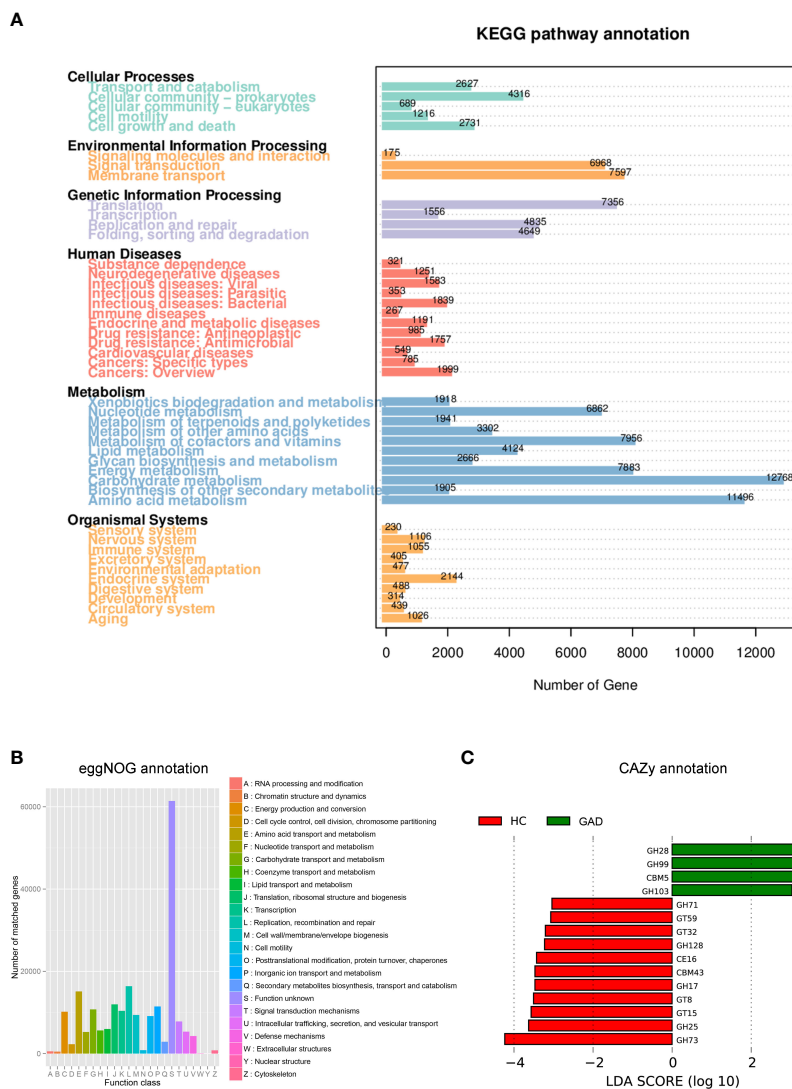 A
KEGG pathway annotation
Cellular Processes
Transport and catabolism 2627
Cellular community – prokaryotes 4316
Cellular community – eukaryotes 689
Cell motility 1216
Cell growth and death 2731
Environmental Information Processing
Signaling molecules and interaction 175
Signal transduction 6968
Membrane transport 7597
Genetic Information Processing
Translation 7356
Transcription 1556
Replication and repair 4835
Folding, sorting and degradation 4649
Human Diseases
Substance dependence 321
Neurodegenerative diseases 1251
Infectious diseases: Viral 1583
Infectious diseases: Parasitic 353
Infectious diseases: Bacterial 1839
Immune diseases 267
Endocrine and metabolic diseases 1191
Drug resistance: Antineoplastic 985
Drug resistance: Antimicrobial 1757
Cardiovascular diseases 549
Cancers: Specific types 785
Cancers: Overview 1999
Metabolism
Xenobiotics biodegradation and metabolism 1918
Nucleotide metabolism 6862
Metabolism of terpenoids and polyketides 1941
Metabolism of other amino acids 3302
Metabolism of cofactors and vitamins 7956
Lipid metabolism 4124
Glycan biosynthesis and metabolism 2666
Energy metabolism 7883
Carbohydrate metabolism 12768
Biosynthesis of other secondary metabolites 1905
Amino acid metabolism 11496
Organismal Systems
Sensory system 230
Nervous system 1106
Immune system 1055
Excretory system 405
Environmental adaptation 477
Endocrine system 2144
Digestive system 488
Development 314
Circulatory system 439
Aging 1026
0 2000 4000 6000 8000 10000 12000
Number of Gene
B
eggNOG annotation
60000
40000
20000
0
Number of matched genes
A B C D E F G H I J K L M N O P Q S T U V W Y Z
Function class
A : RNA processing and modification
B : Chromatin structure and dynamics
C : Energy production and conversion
D : Cell cycle control, cell division, chromosome partitioning
E : Amino acid transport and metabolism
F : Nucleotide transport and metabolism
G : Carbohydrate transport and metabolism
H : Coenzyme transport and metabolism
I : Lipid transport and metabolism
J : Translation, ribosomal structure and biogenesis
K : Transcription
L : Replication, recombination and repair
M : Cell wall/membrane/envelope biogenesis
N : Cell motility
O : Posttranslational modification, protein turnover, chaperones
P : Inorganic ion transport and metabolism
Q : Secondary metabolites biosynthesis, transport and catabolism
S : Function unknown
T : Signal transduction mechanisms
U : Intracellular trafficking, secretion, and vesicular transport
V : Defense mechanisms
W : Extracellular structures
Y : Nuclear structure
Z : Cytoskeleton
C
CAZy annotation
HC GAD
GH28
GH99
CBM5
GH103
GH71
GT59
GT32
GH128
CE16
CBM43
GH17
GT8
GT15
GH25
GH73
−4 −2 0 2
LDA SCORE (log 10)